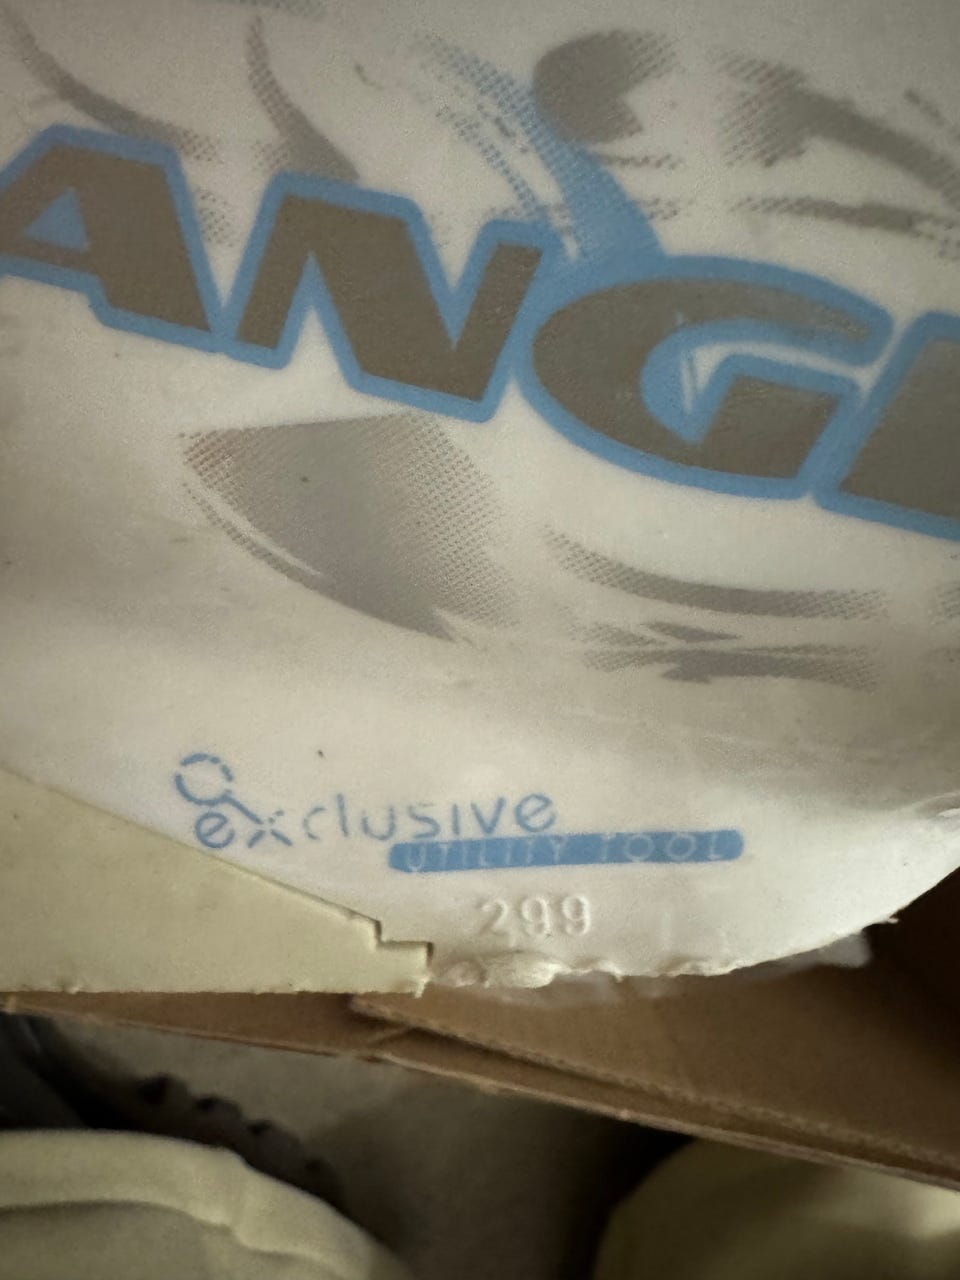 ANG
exclusive
UTILITY TOOL
299